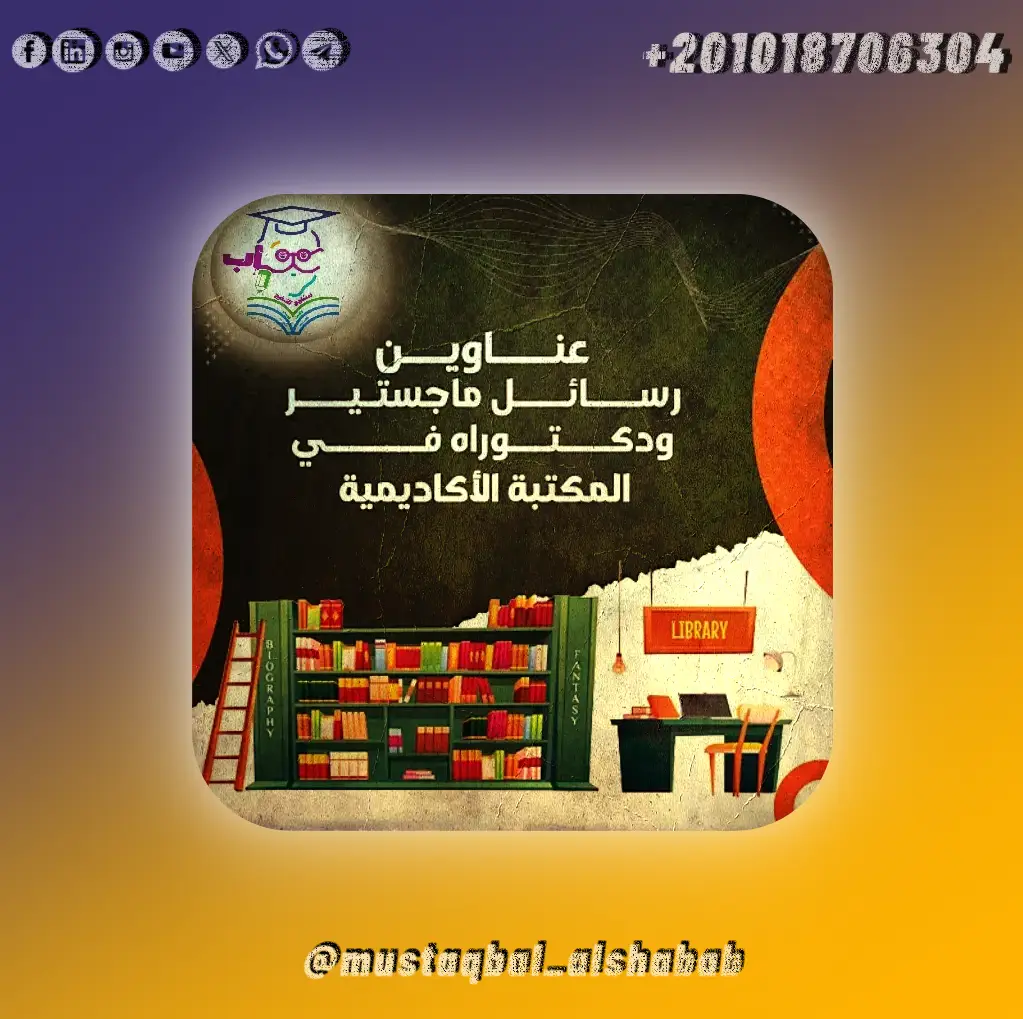 +201018706304
عناوين
رسائل ماجستير
ودكتوراه في
المكتبة الأكاديمية
LIBRARY
BIOGRAPHY
FANTASY
@mustaqbal_alshabab